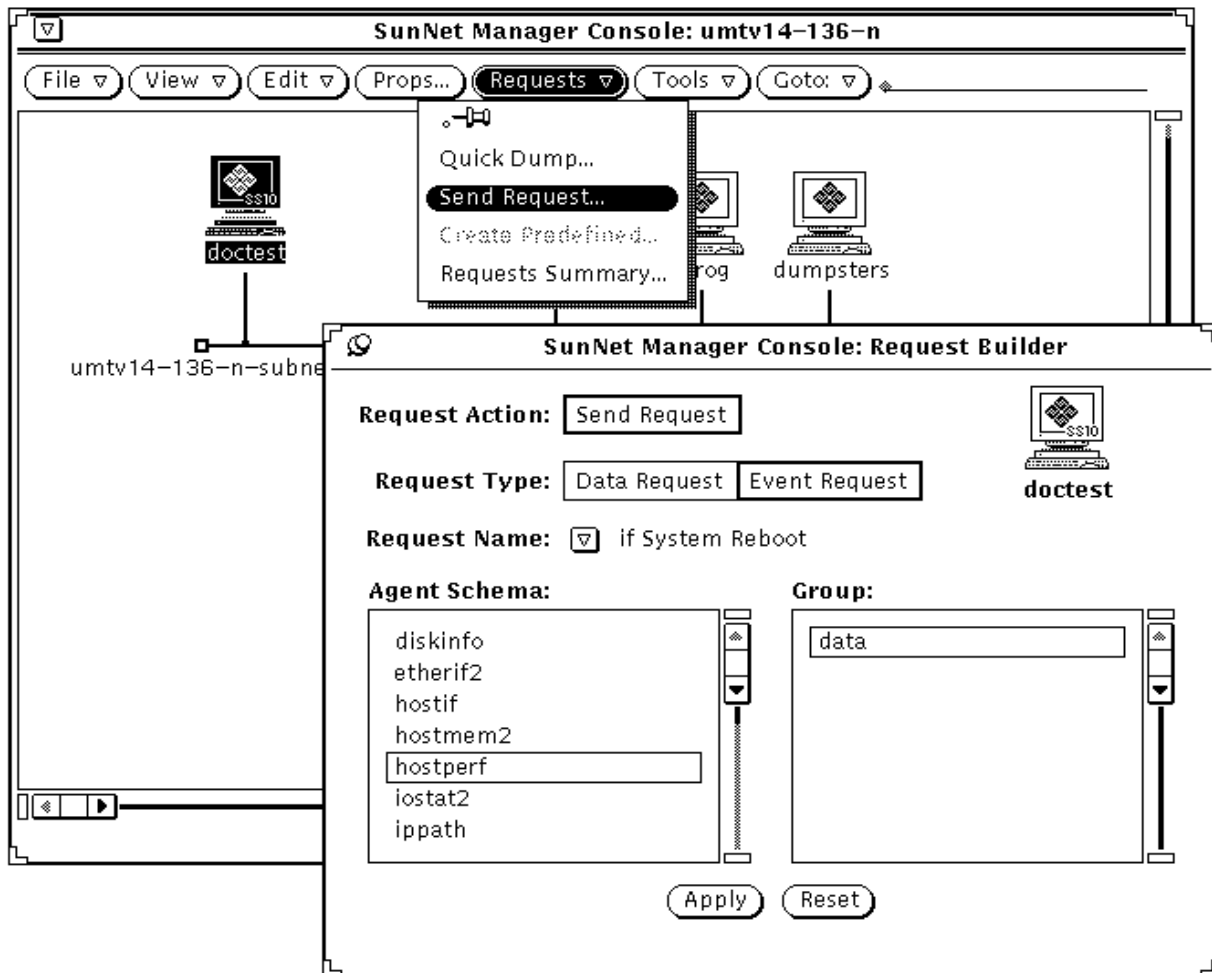 SunNet Manager Console: umtv14-136-n
File View Edit Props... Requests Tools Goto:
Quick Dump...
Send Request...
Create Predefined...
Requests Summary...
SS10
doctest
rog
dumpsters
umtv14-136-n-subne
SunNet Manager Console: Request Builder
Request Action: Send Request
SS10
doctest
Request Type: Data Request Event Request
Request Name: if System Reboot
Agent Schema: Group:
diskinfo
etherif2
hostif
hostmem2
hostperf
iostat2
ippath
data
Apply Reset